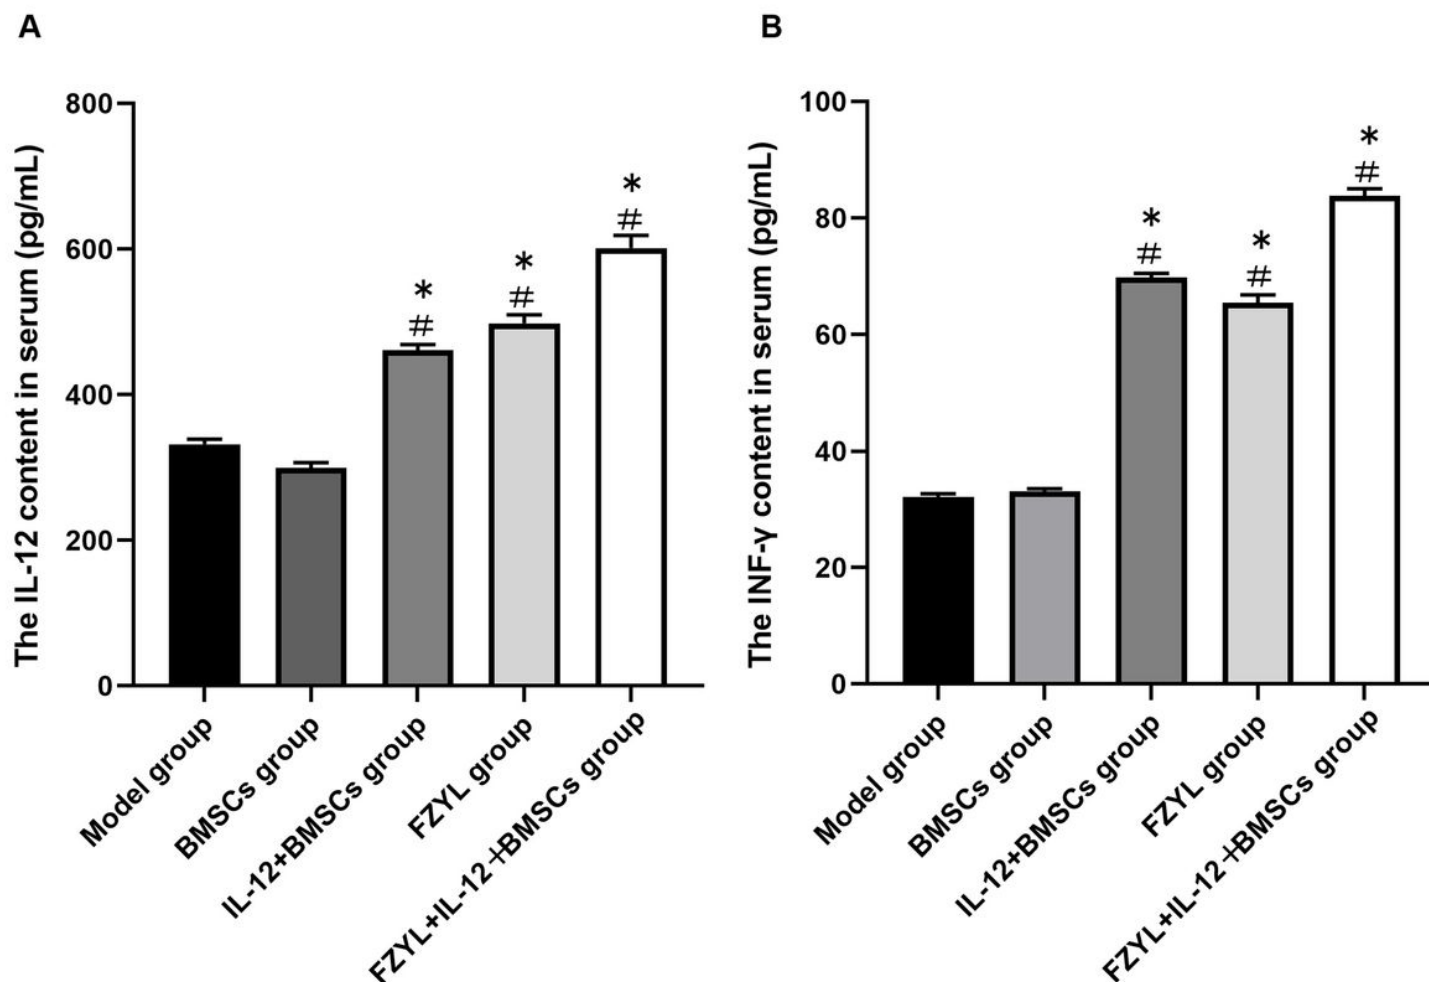 A
The IL-12 content in serum (pg/mL)
800
600
400
200
0
*
#
*
#
*
#
Model group
BMSCs group
IL-12+BMSCs group
FZYL group
FZYL+IL-12+BMSCs group
B
The INF-γ content in serum (pg/mL)
100
80
60
40
20
0
*
#
*
#
*
#
Model group
BMSCs group
IL-12+BMSCs group
FZYL group
FZYL+IL-12+BMSCs group